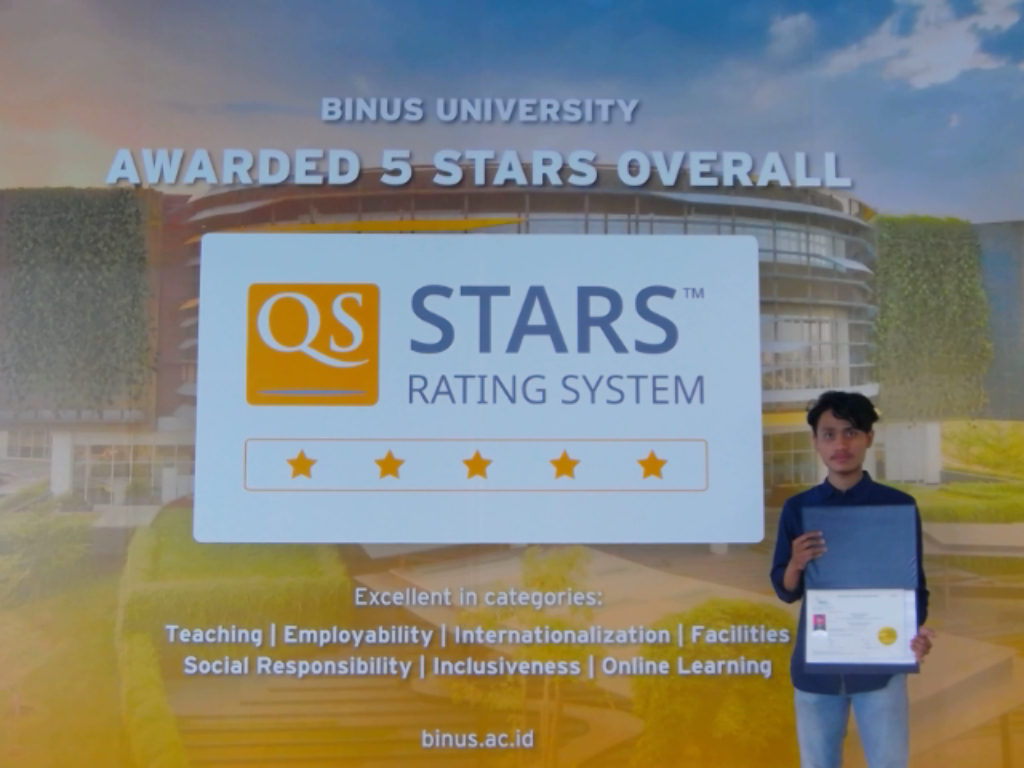 BINUS UNIVERSITY
AWARDED 5 STARS OVERALL
QS
STARS™
RATING SYSTEM
Excellent in categories:
Teaching | Employability | Internationalization | Facilities
Social Responsibility | Inclusiveness | Online Learning
binus.ac.id